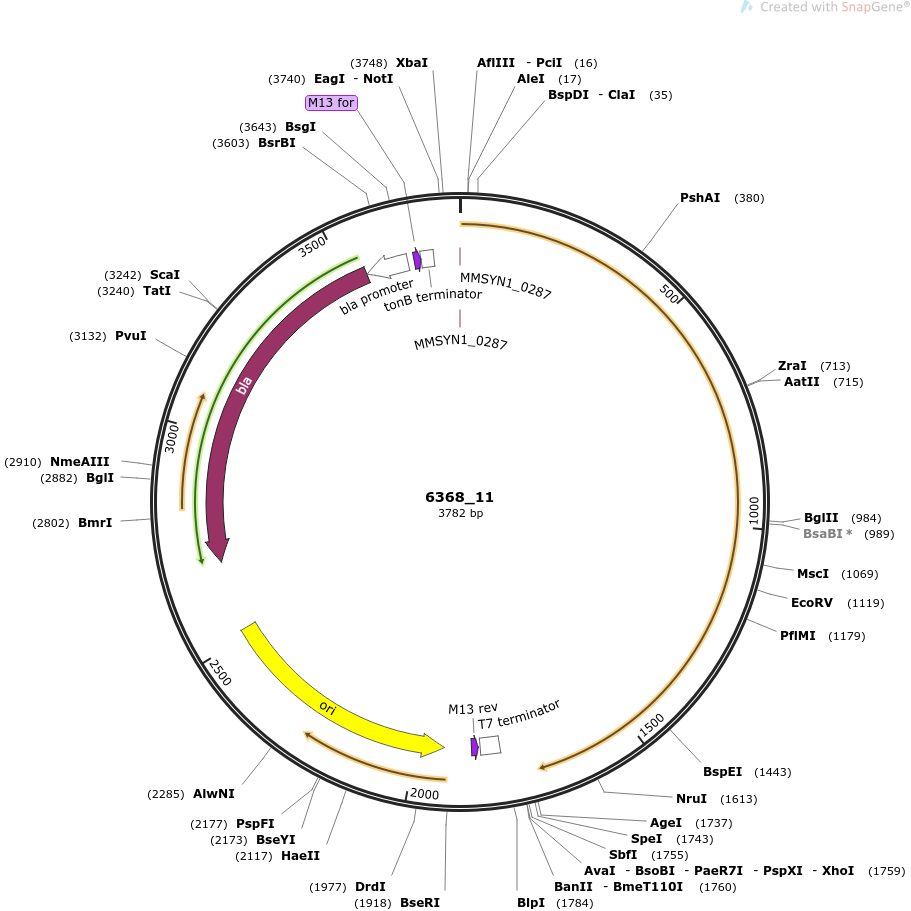 Created with SnapGene®
(3748) XbaI
(3740) EagI - NotI
M13 for
(3643) BsgI
(3603) BsrBI
AflIII - PciI (16)
AleI (17)
BspDI - ClaI (35)
PshAI (380)
(3242) ScaI
(3240) TatI
(3132) PvuI
3500
bla promoter
tonB terminator
MMSYN1_0287
MMSYN1_0287
500
ZraI (713)
AatII (715)
bla
3000
(2910) NmeAIII
(2882) BglI
(2802) BmrI
6368_11
3782 bp
1000
BglII (984)
BsaBI * (989)
MscI (1069)
EcoRV (1119)
PflMI (1179)
2500
ori
M13 rev
T7 terminator
1500
2000
BspEI (1443)
NruI (1613)
AgeI (1737)
SpeI (1743)
SbfI (1755)
AvaI - BsoBI - PaeR7I - PspXI - XhoI (1759)
BanII - BmeT110I (1760)
BlpI (1784)
(2285) AlwNI
(2177) PspFI
(2173) BseYI
(2117) HaeII
(1977) DrdI
(1918) BseRI